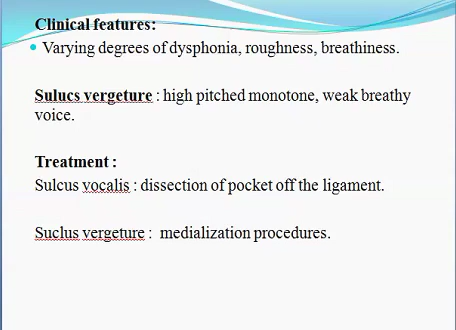 Clinical features:
Varying degrees of dysphonia, roughness, breathiness.
Sulucs vergeture : high pitched monotone, weak breathy
voice.
Treatment :
Sulcus vocalis : dissection of pocket off the ligament.
Suclus vergeture :  medialization procedures.